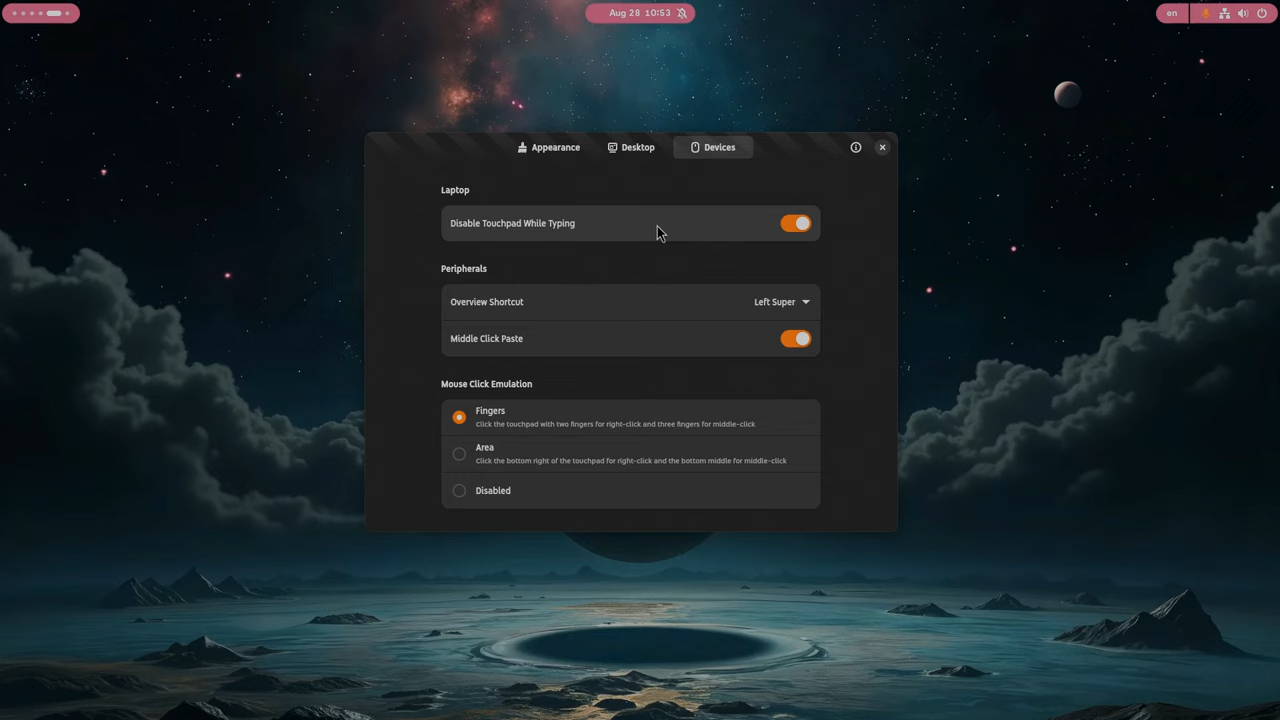 Aug 28 10:53
en
Appearance
Desktop
Devices
Laptop
Disable Touchpad While Typing
Peripherals
Overview Shortcut
Left Super
Middle Click Paste
Mouse Click Emulation
Fingers
Click the touchpad with two fingers for right-click and three fingers for middle-click
Area
Click the bottom right of the touchpad for right-click and the bottom middle for middle-click
Disabled